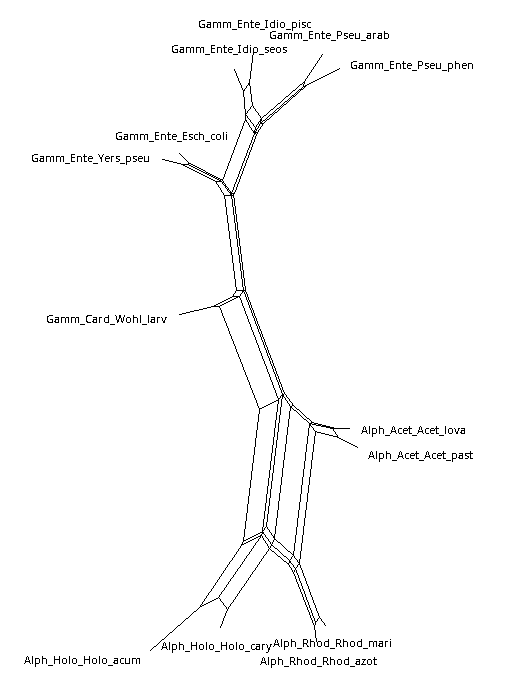 Gamm_Ente_Idio_pisc
Gamm_Ente_Pseu_arab
Gamm_Ente_Idio_seos
Gamm_Ente_Pseu_phen
Gamm_Ente_Esch_coli
Gamm_Ente_Yers_pseu
Gamm_Card_Wohl_larv
Alph_Acet_Acet_lova
Alph_Acet_Acet_past
Alph_Holo_Holo_cary
Alph_Rhod_Rhod_mari
Alph_Holo_Holo_acum
Alph_Rhod_Rhod_azot